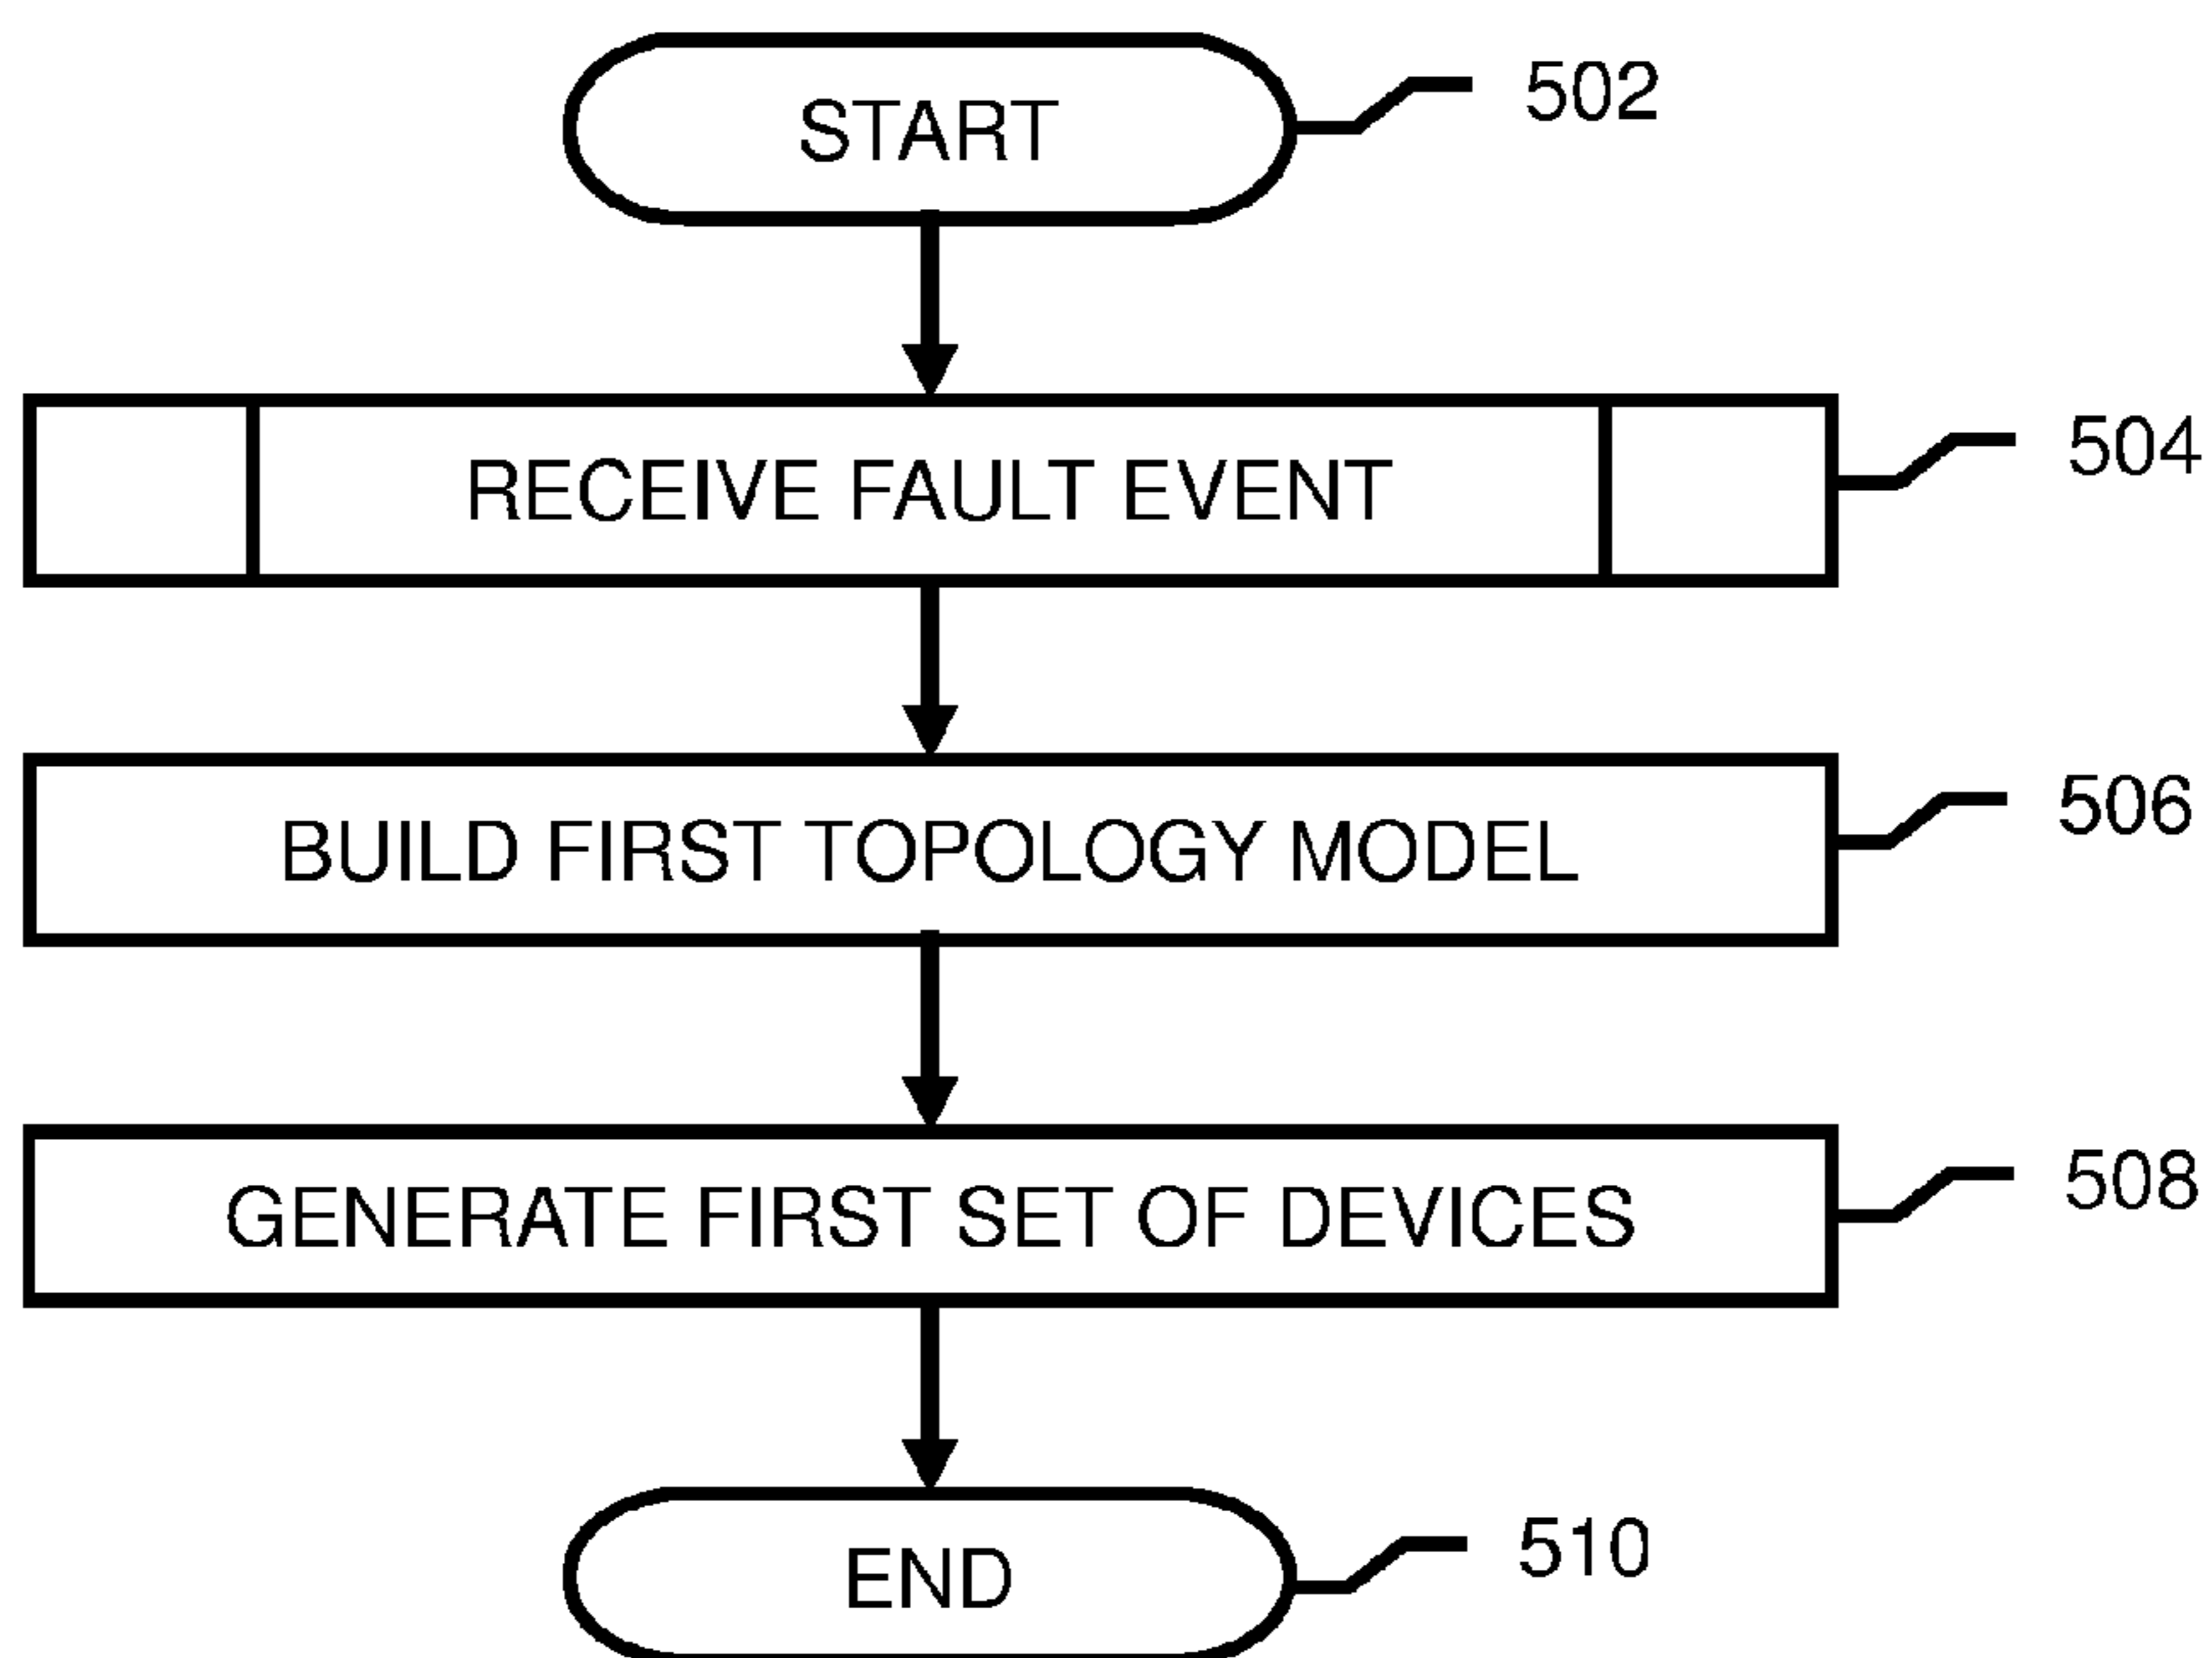 START
502
RECEIVE FAULT EVENT
504
BUILD FIRST TOPOLOGY MODEL
506
GENERATE FIRST SET OF DEVICES
508
END
510